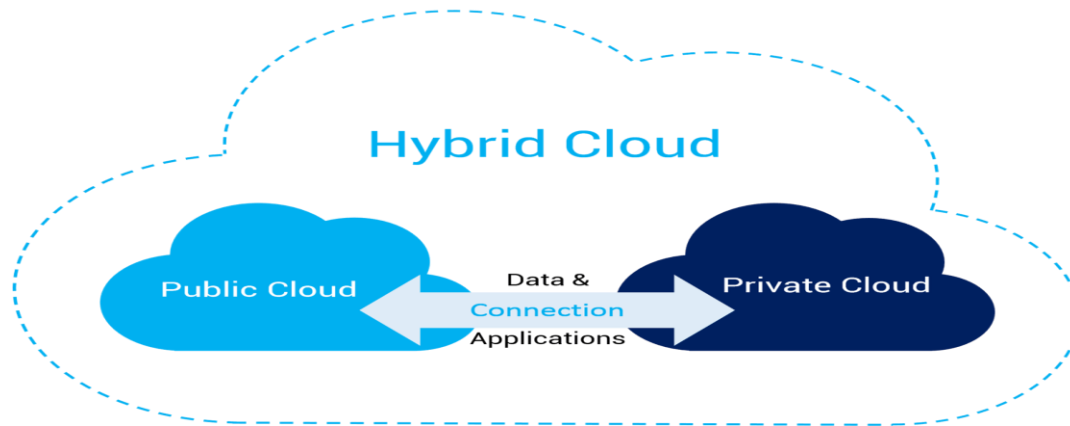 Hybrid Cloud
Public Cloud
Data &
Connection
Applications
Private Cloud